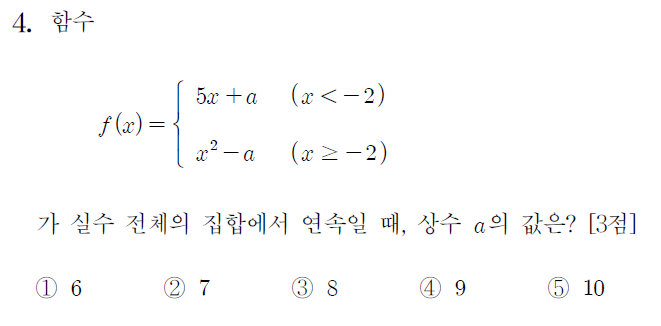 4. 함수
f(x) = { 5x + a (x < -2)
x² - a (x ≥ -2)
가 실수 전체의 집합에서 연속일 때, 상수 a의 값은? [3점]
① 6 ② 7 ③ 8 ④ 9 ⑤ 10